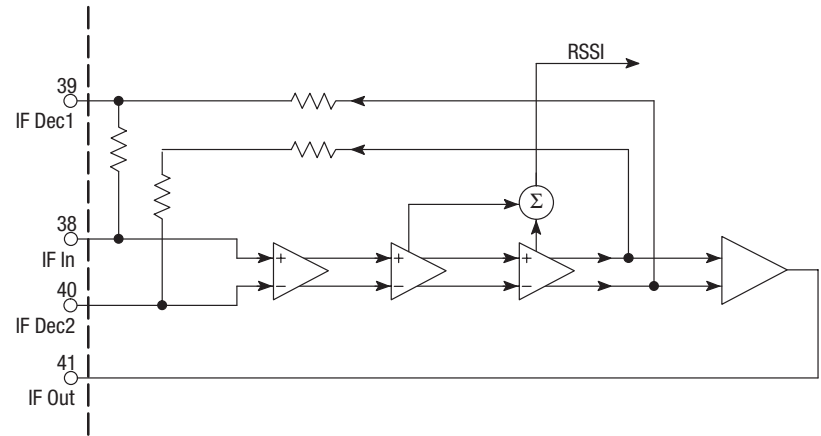 RSSI
39
IF Dec1
Σ
38
IF In
+ + +
− − −
40
IF Dec2
41
IF Out